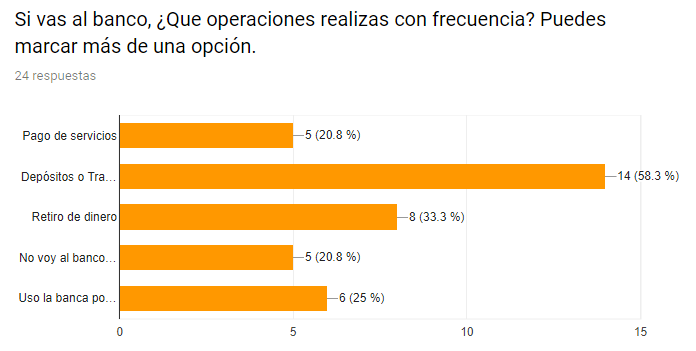 Si vas al banco, ¿Que operaciones realizas con frecuencia? Puedes
marcar más de una opción.
24 respuestas
Pago de servicios
5 (20.8 %)
Depósitos o Tra…
14 (58.3 %)
Retiro de dinero
8 (33.3 %)
No voy al banco…
5 (20.8 %)
Uso la banca po…
6 (25 %)
0 5 10 15